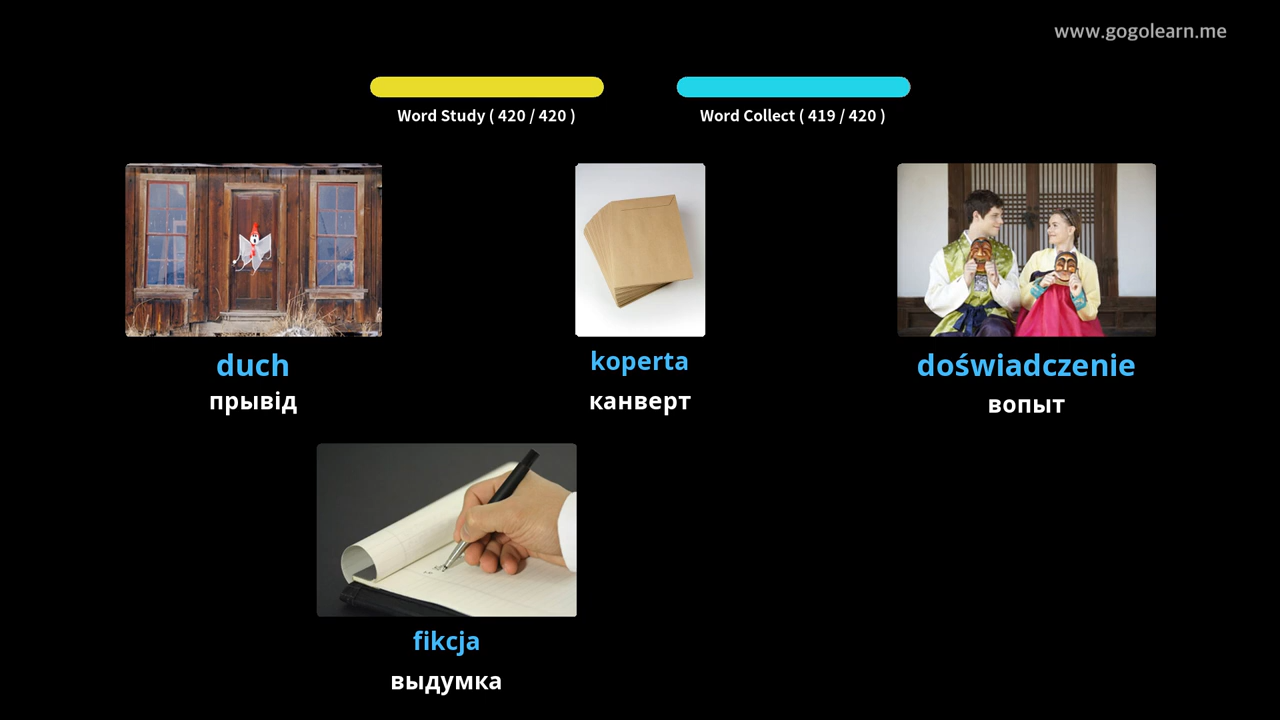 www.gogolearn.me
Word Study ( 420 / 420 )
Word Collect ( 419 / 420 )
duch
прывід
koperta
канверт
doświadczenie
вопыт
fikcja
выдумка